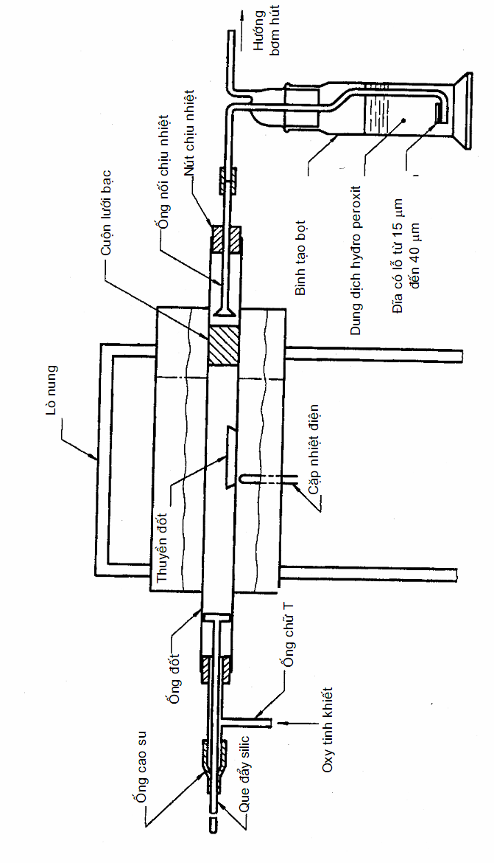 Hướng
bơm hút
Nút chịu nhiệt
Ống nối chịu nhiệt
Cuộn lưới bạc
Bình tạo bọt
Dung dịch hyđro peroxit
Đĩa có lỗ từ 15 μm
đến 40 μm
Lò nung
Thuyền đốt
Cặp nhiệt điện
Ống đốt
Ống chữ T
Oxy tinh khiết
Ống cao su
Que đẩy silic